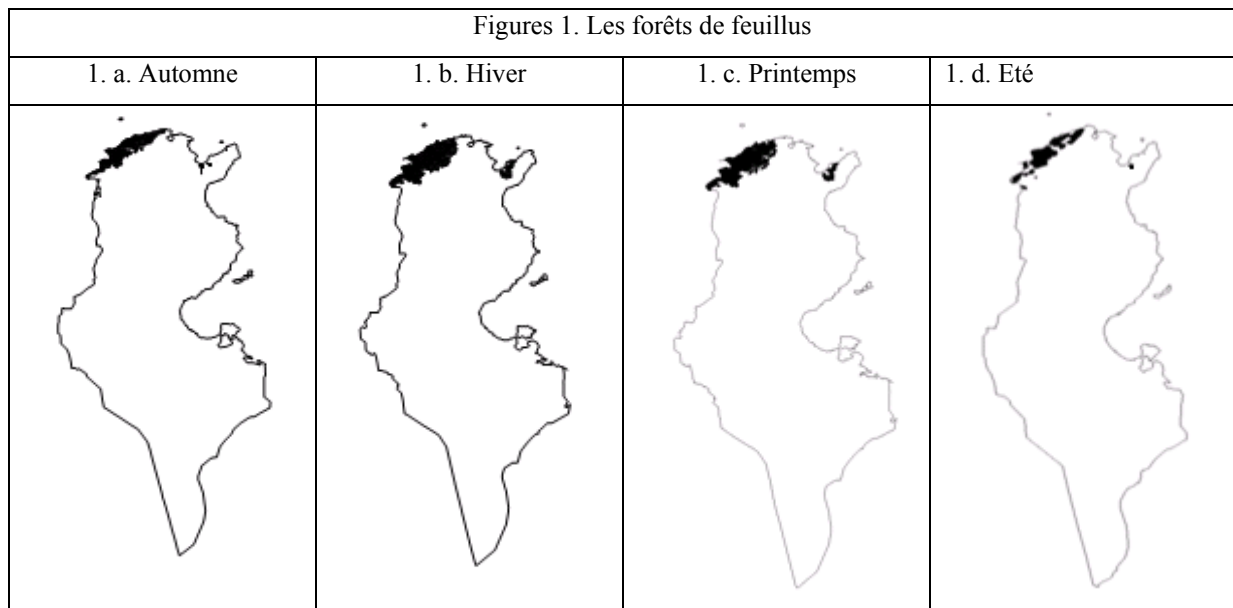 Figures 1. Les forêts de feuillus
1. a. Automne
1. b. Hiver
1. c. Printemps
1. d. Eté